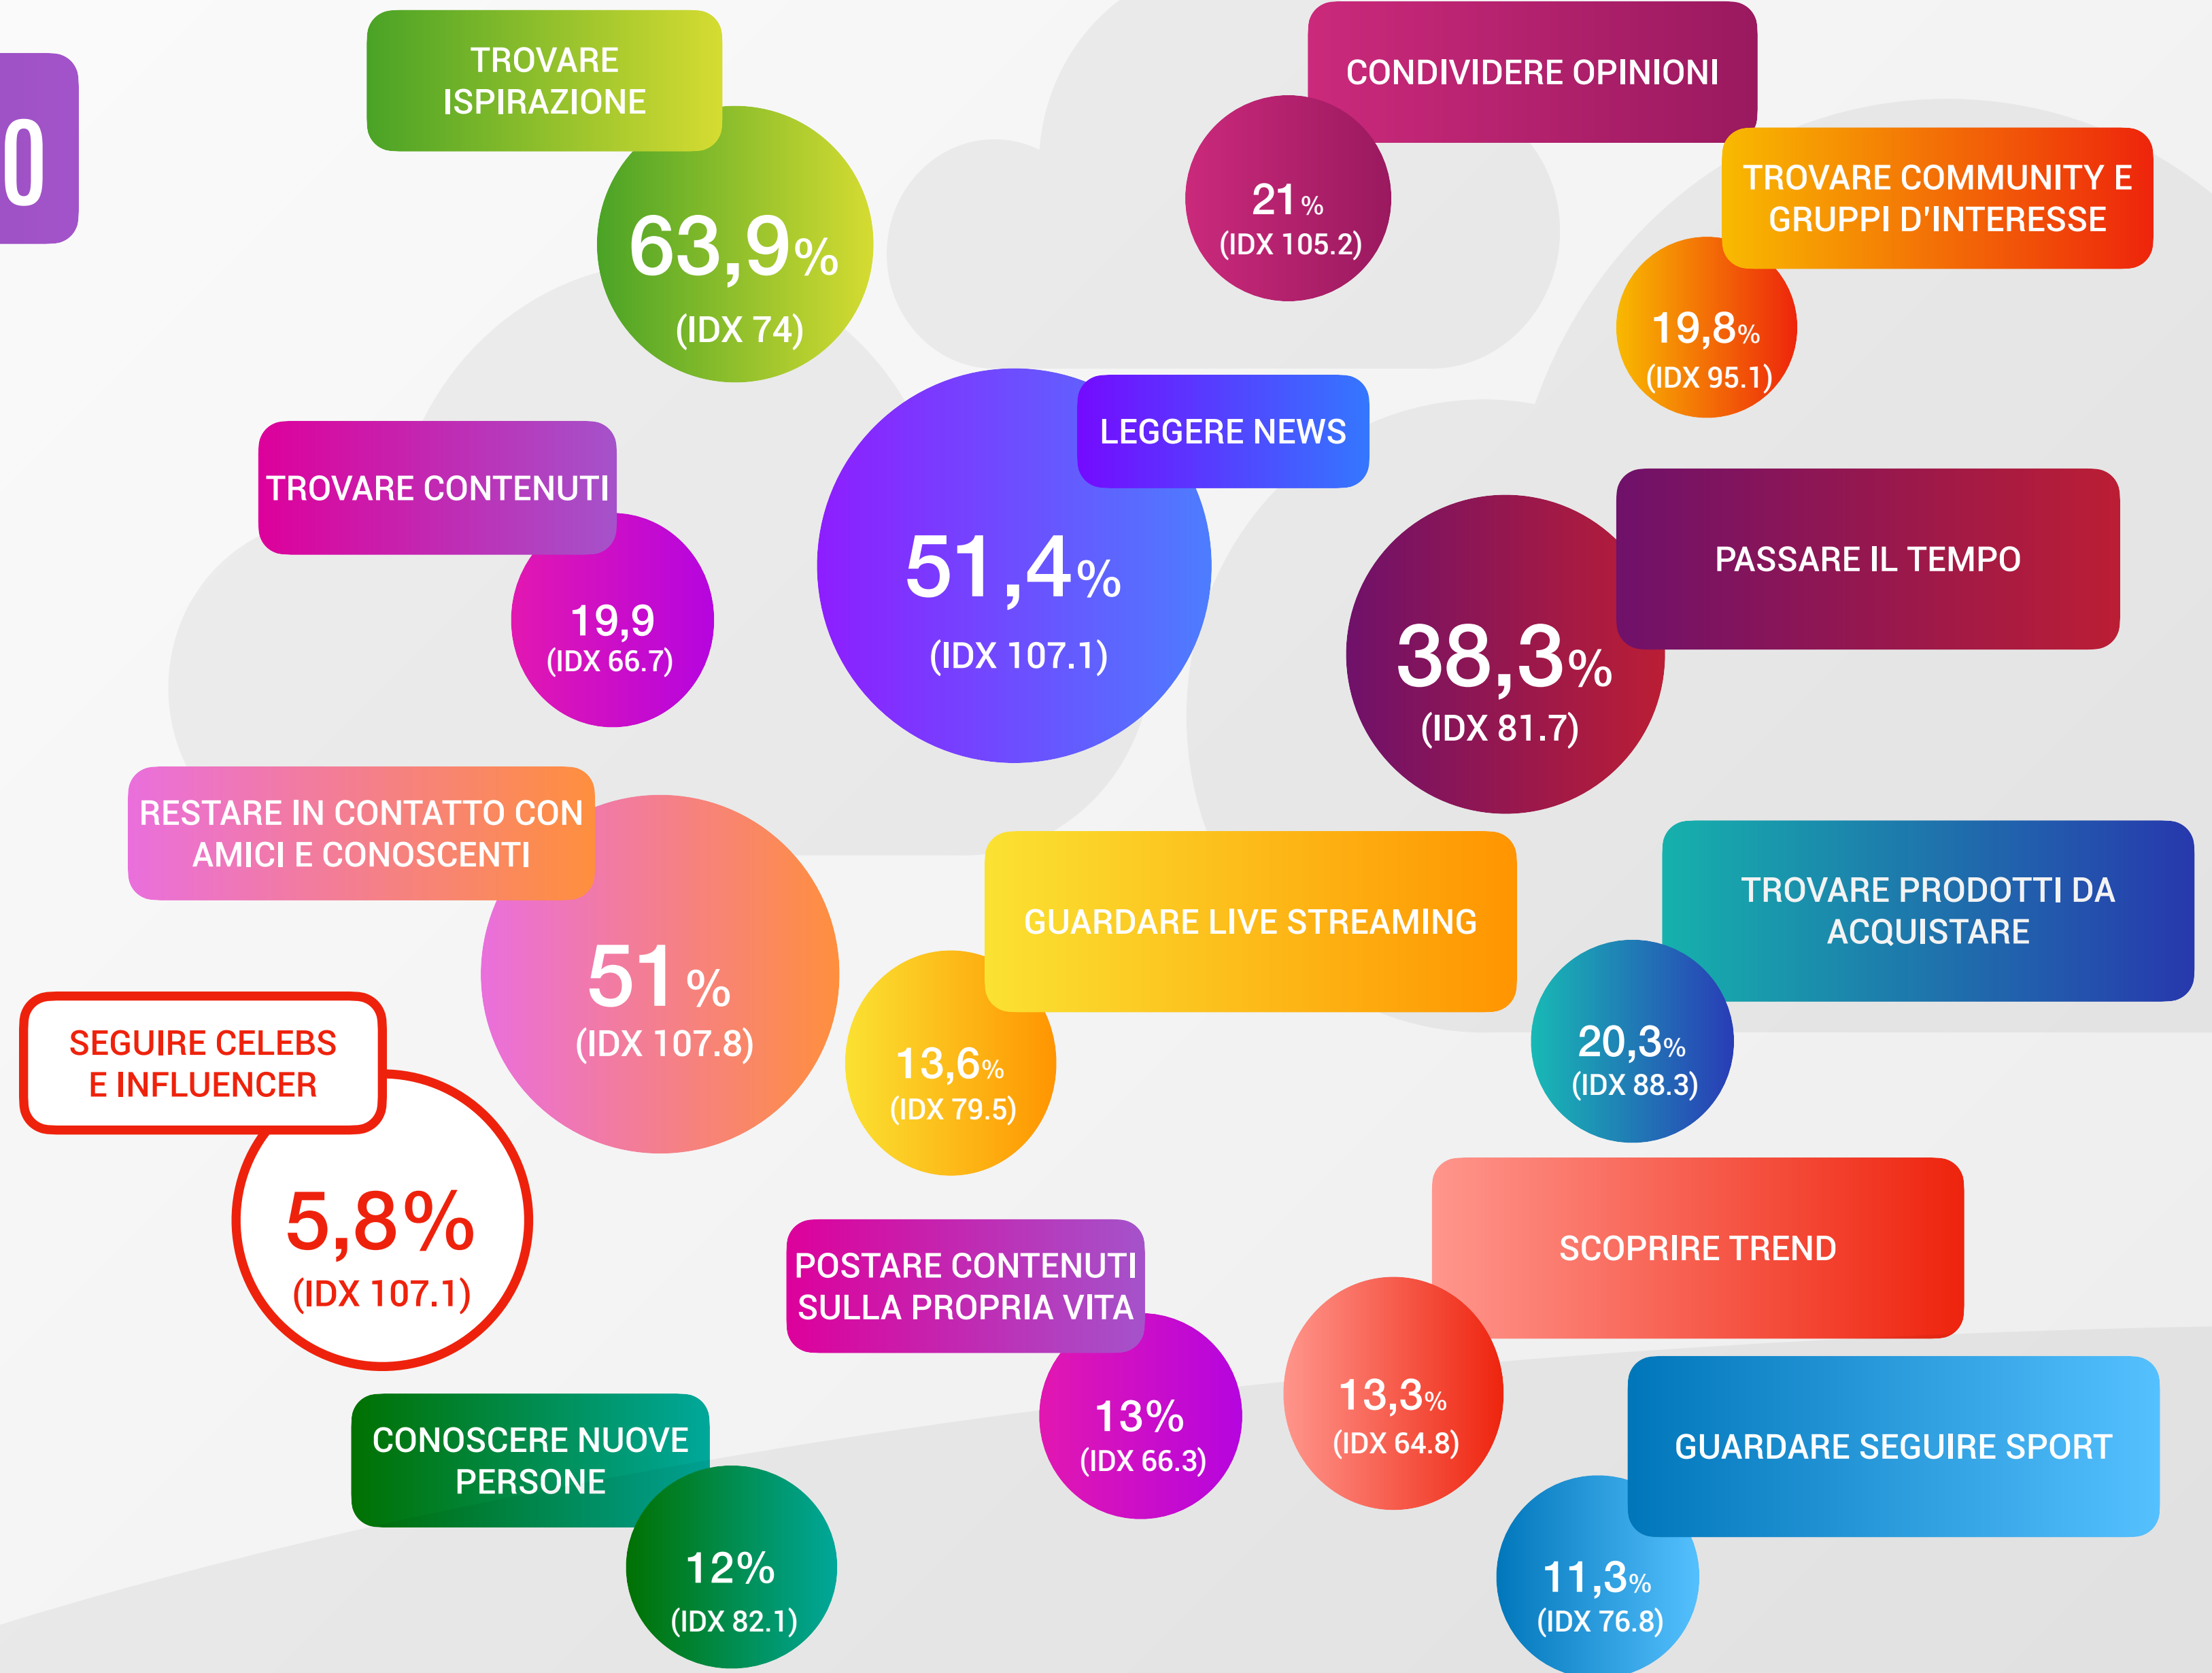 0
TROVARE
ISPIRAZIONE
63,9%
(IDX 74)
CONDIVIDERE OPINIONI
21%
(IDX 105.2)
TROVARE COMMUNITY E
GRUPPI D'INTERESSE
19,8%
(IDX 95.1)
TROVARE CONTENUTI
19,9
(IDX 66.7)
LEGGERE NEWS
51,4%
(IDX 107.1)
PASSARE IL TEMPO
38,3%
(IDX 81.7)
RESTARE IN CONTATTO CON
AMICI E CONOSCENTI
51%
(IDX 107.8)
GUARDARE LIVE STREAMING
13,6%
(IDX 79.5)
TROVARE PRODOTTI DA
ACQUISTARE
20,3%
(IDX 88.3)
SEGUIRE CELEBS
E INFLUENCER
5,8%
(IDX 107.1)
POSTARE CONTENUTI
SULLA PROPRIA VITA
13%
(IDX 66.3)
SCOPRIRE TREND
13,3%
(IDX 64.8)
CONOSCERE NUOVE
PERSONE
12%
(IDX 82.1)
GUARDARE SEGUIRE SPORT
11,3%
(IDX 76.8)